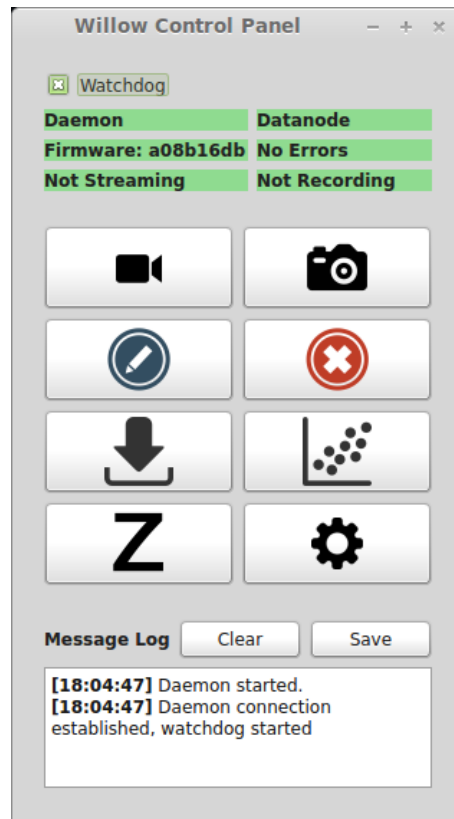 Willow Control Panel
Watchdog
Daemon Datanode
Firmware: a08b16db No Errors
Not Streaming Not Recording
Z
Message Log Clear Save
[18:04:47] Daemon started.
[18:04:47] Daemon connection
established, watchdog started